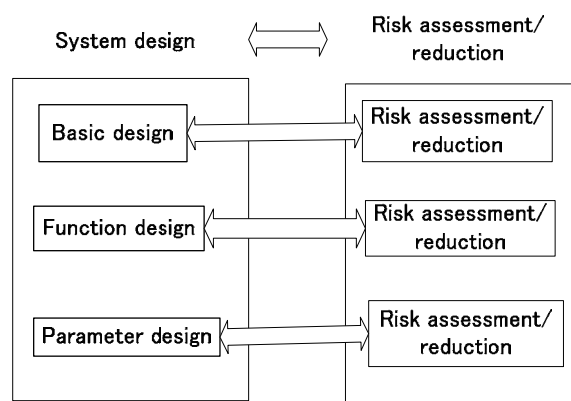 System design
Risk assessment/
reduction
Basic design
Risk assessment/
reduction
Function design
Risk assessment/
reduction
Parameter design
Risk assessment/
reduction